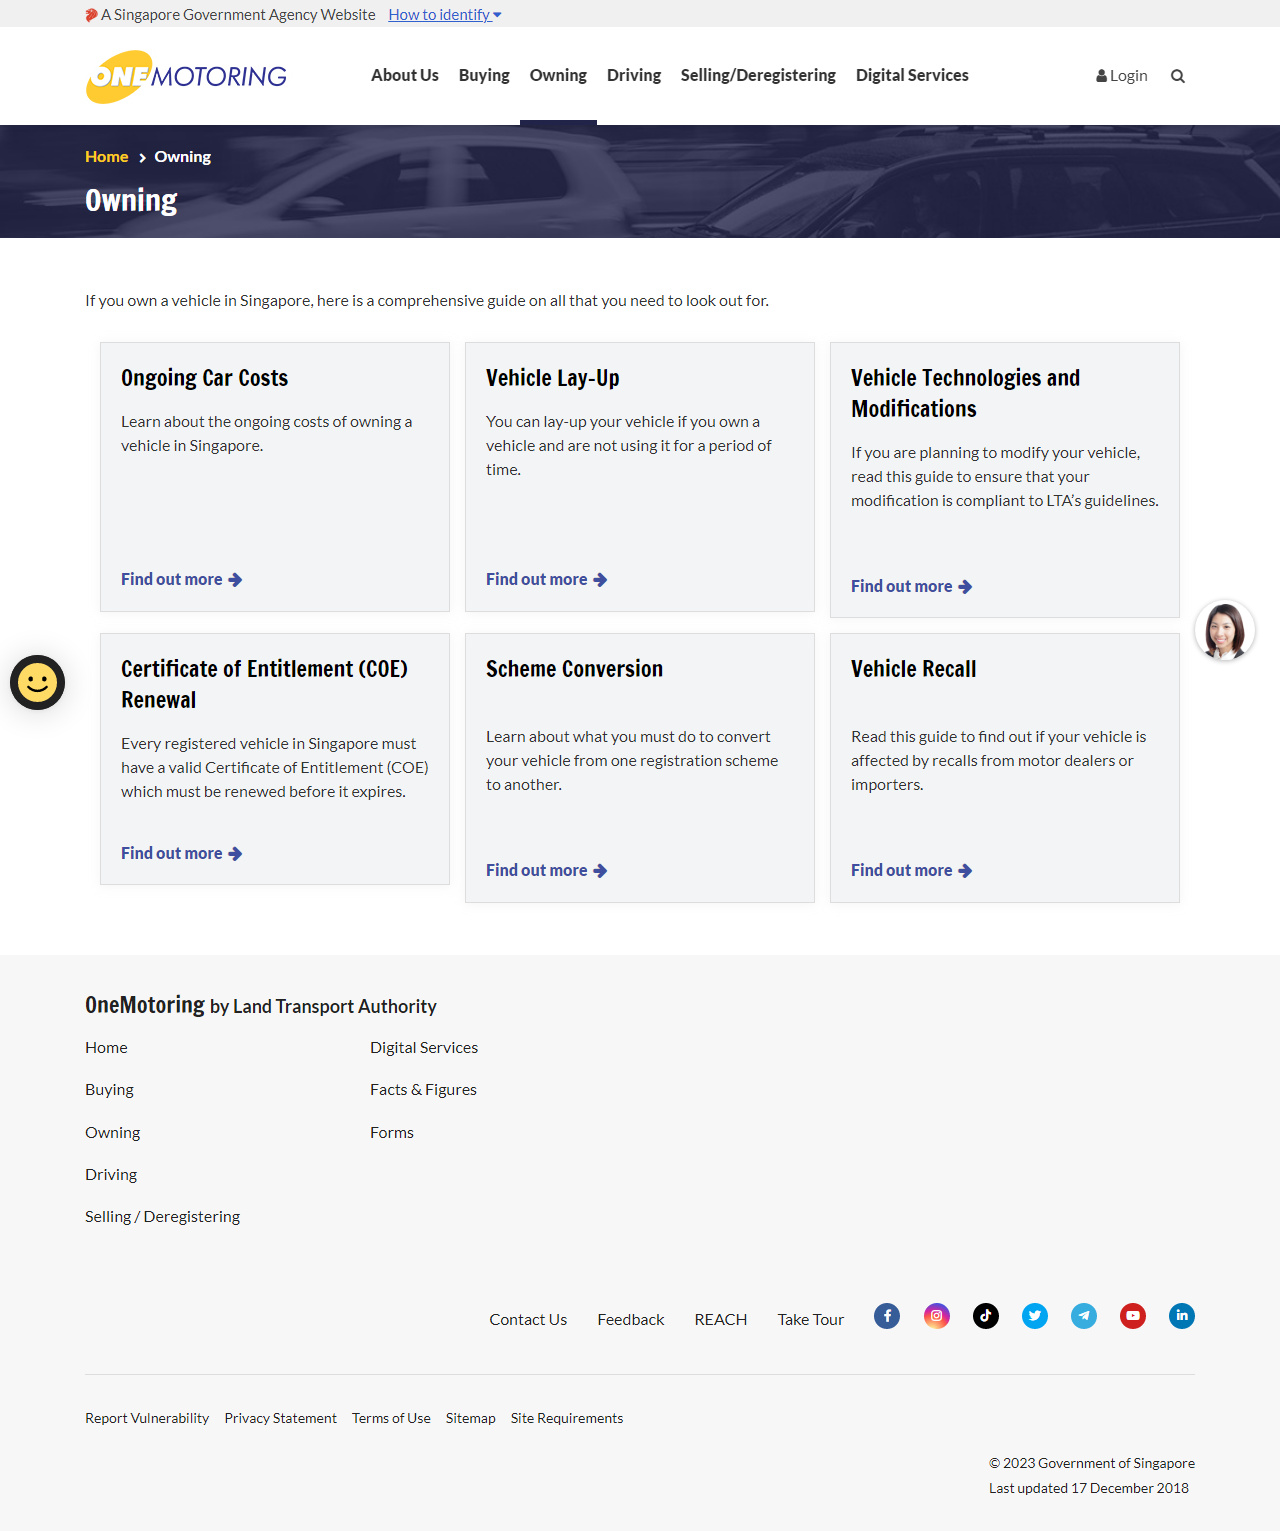 A Singapore Government Agency Website How to identify
ONE MOTORING
About Us Buying Owning Driving Selling/Deregistering Digital Services Login
Home Owning
Owning
If you own a vehicle in Singapore, here is a comprehensive guide on all that you need to look out for.
Ongoing Car Costs
Learn about the ongoing costs of owning a
vehicle in Singapore.
Find out more
Vehicle Lay-Up
You can lay-up your vehicle if you own a
vehicle and are not using it for a period of
time.
Find out more
Vehicle Technologies and
Modifications
If you are planning to modify your vehicle,
read this guide to ensure that your
modification is compliant to LTA’s guidelines.
Find out more
Certificate of Entitlement (COE)
Renewal
Every registered vehicle in Singapore must
have a valid Certificate of Entitlement (COE)
which must be renewed before it expires.
Find out more
Scheme Conversion
Learn about what you must do to convert
your vehicle from one registration scheme
to another.
Find out more
Vehicle Recall
Read this guide to find out if your vehicle is
affected by recalls from motor dealers or
importers.
Find out more
OneMotoring by Land Transport Authority
Home
Buying
Owning
Driving
Selling / Deregistering
Digital Services
Facts & Figures
Forms
Contact Us Feedback REACH Take Tour
Report Vulnerability Privacy Statement Terms of Use Sitemap Site Requirements
© 2023 Government of Singapore
Last updated 17 December 2018